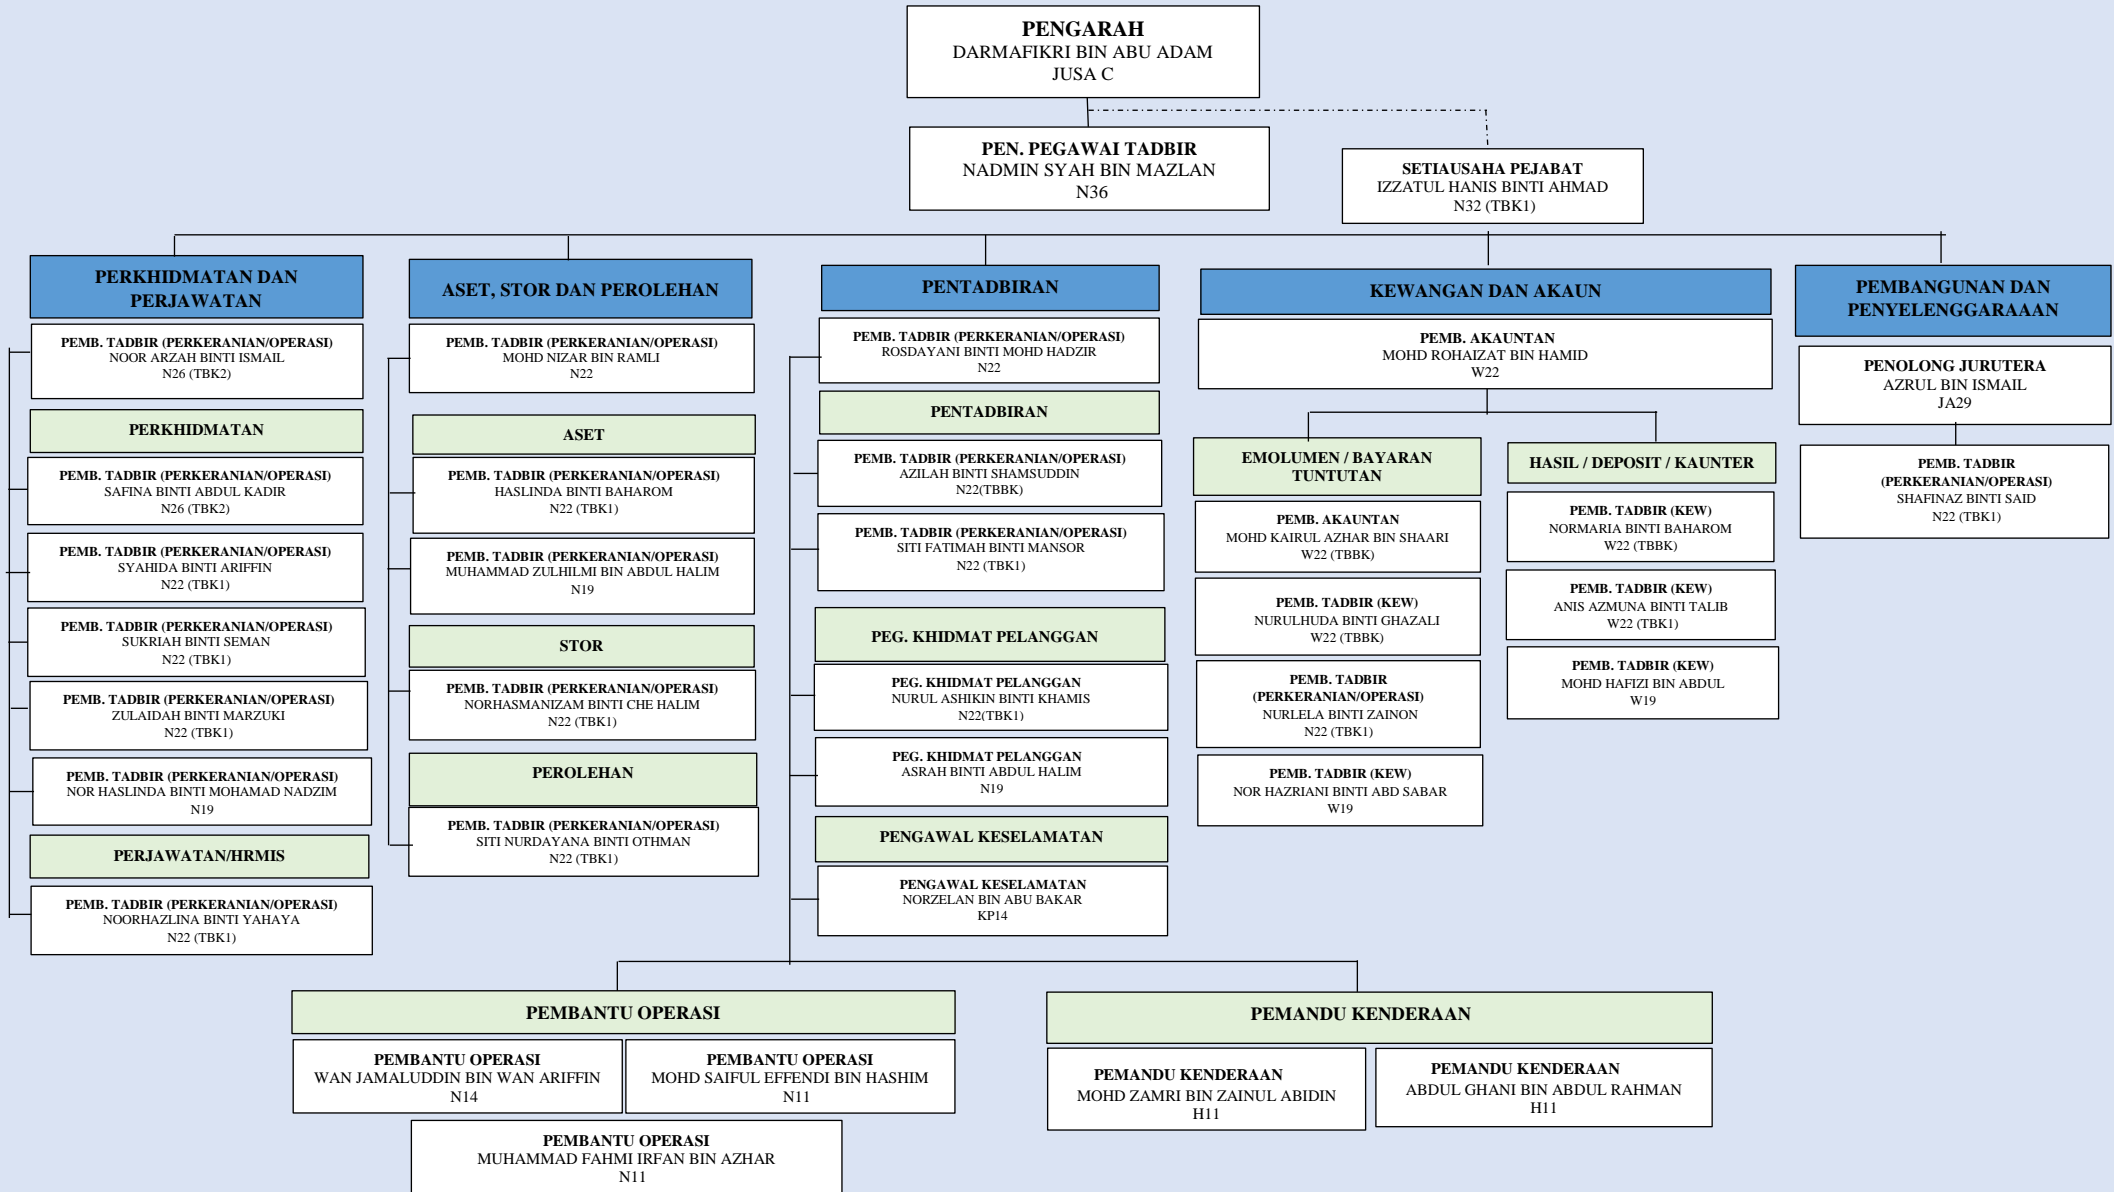 PENGARAH
DARMAFIKRI BIN ABU ADAM
JUSA C
PEN. PEGAWAI TADBIR
NADMIN SYAH BIN MAZLAN
N36
SETIAUSAHA PEJABAT
IZZATUL HANIS BINTI AHMAD
N32 (TBK1)
PERKHIDMATAN DAN
PERJAWATAN
PEMB. TADBIR (PERKERANIAN/OPERASI)
NOOR ARZAH BINTI ISMAIL
N26 (TBK2)
PERKHIDMATAN
PEMB. TADBIR (PERKERANIAN/OPERASI)
SAFINA BINTI ABDUL KADIR
N26 (TBK2)
PEMB. TADBIR (PERKERANIAN/OPERASI)
SYAHIDA BINTI ARIFFIN
N22 (TBK1)
PEMB. TADBIR (PERKERANIAN/OPERASI)
SUKRIAH BINTI SEMAN
N22 (TBK1)
PEMB. TADBIR (PERKERANIAN/OPERASI)
ZULAIDAH BINTI MARZUKI
N22 (TBK1)
PEMB. TADBIR (PERKERANIAN/OPERASI)
NOR HASLINDA BINTI MOHAMAD NADZIM
N19
PERJAWATAN/HRMIS
PEMB. TADBIR (PERKERANIAN/OPERASI)
NOORHAZLINA BINTI YAHAYA
N22 (TBK1)
ASET, STOR DAN PEROLEHAN
PEMB. TADBIR (PERKERANIAN/OPERASI)
MOHD NIZAR BIN RAMLI
N22
ASET
PEMB. TADBIR (PERKERANIAN/OPERASI)
HASLINDA BINTI BAHAROM
N22 (TBK1)
PEMB. TADBIR (PERKERANIAN/OPERASI)
MUHAMMAD ZULHILMI BIN ABDUL HALIM
N19
STOR
PEMB. TADBIR (PERKERANIAN/OPERASI)
NORHASMANIZAM BINTI CHE HALIM
N22 (TBK1)
PEROLEHAN
PEMB. TADBIR (PERKERANIAN/OPERASI)
SITI NURDAYANA BINTI OTHMAN
N22 (TBK1)
PENTADBIRAN
PEMB. TADBIR (PERKERANIAN/OPERASI)
ROSDAYANI BINTI MOHD HADZIR
N22
PENTADBIRAN
PEMB. TADBIR (PERKERANIAN/OPERASI)
AZILAH BINTI SHAMSUDDIN
N22(TBBK)
PEMB. TADBIR (PERKERANIAN/OPERASI)
SITI FATIMAH BINTI MANSOR
N22 (TBK1)
PEG. KHIDMAT PELANGGAN
PEG. KHIDMAT PELANGGAN
NURUL ASHIKIN BINTI KHAMIS
N22(TBK1)
PEG. KHIDMAT PELANGGAN
ASRAH BINTI ABDUL HALIM
N19
PENGAWAL KESELAMATAN
PENGAWAL KESELAMATAN
NORZELAN BIN ABU BAKAR
KP14
KEWANGAN DAN AKAUN
PEMB. AKAUNTAN
MOHD ROHAIZAT BIN HAMID
W22
EMOLUMEN / BAYARAN
TUNTUTAN
PEMB. AKAUNTAN
MOHD KAIRUL AZHAR BIN SHAARI
W22 (TBBK)
PEMB. TADBIR (KEW)
NURULHUDA BINTI GHAZALI
W22 (TBBK)
PEMB. TADBIR
(PERKERANIAN/OPERASI)
NURLELA BINTI ZAINON
N22 (TBK1)
PEMB. TADBIR (KEW)
NOR HAZRIANI BINTI ABD SABAR
W19
HASIL / DEPOSIT / KAUNTER
PEMB. TADBIR (KEW)
NORMARIA BINTI BAHAROM
W22 (TBBK)
PEMB. TADBIR (KEW)
ANIS AZMUNA BINTI TALIB
W22 (TBK1)
PEMB. TADBIR (KEW)
MOHD HAFIZI BIN ABDUL
W19
PEMBANGUNAN DAN
PENYELENGGARAAAN
PENOLONG JURUTERA
AZRUL BIN ISMAIL
JA29
PEMB. TADBIR
(PERKERANIAN/OPERASI)
SHAFINAZ BINTI SAID
N22 (TBK1)
PEMBANTU OPERASI
PEMBANTU OPERASI
WAN JAMALUDDIN BIN WAN ARIFFIN
N14
PEMBANTU OPERASI
MOHD SAIFUL EFFENDI BIN HASHIM
N11
PEMBANTU OPERASI
MUHAMMAD FAHMI IRFAN BIN AZHAR
N11
PEMANDU KENDERAAN
PEMANDU KENDERAAN
MOHD ZAMRI BIN ZAINUL ABIDIN
H11
PEMANDU KENDERAAN
ABDUL GHANI BIN ABDUL RAHMAN
H11